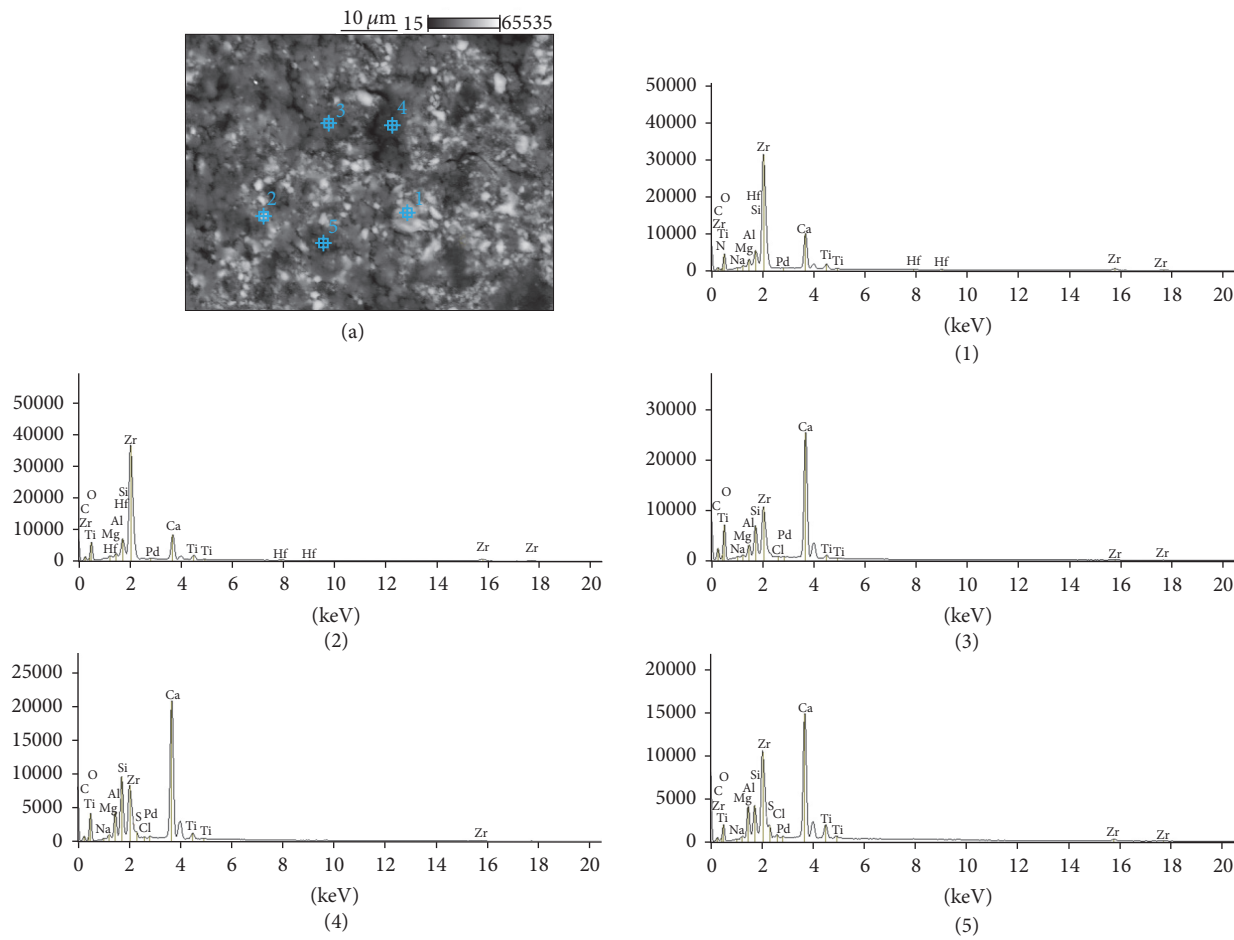 10 μm 15 65535
3 4
2 1
5
(a)
50000
40000
30000
20000
10000
0
Zr
O Hf
C Si
Zr Ca
Ti Al
N Mg Ti
Na Pd Ti Hf Hf Zr Zr
0 2 4 6 8 10 12 14 16 18 20
(keV)
(1)
50000
40000
30000
20000
10000
0
Zr
O Si
C Hf
Zr Al Ca
Ti Mg
Hf Pd Ti Ti Hf Hf Zr Zr
0 2 4 6 8 10 12 14 16 18 20
(keV)
(2)
30000
20000
10000
0
Ca
O Zr
C Si
Ti Al Pd
Mg
Na Cl Ti Ti Zr Zr
0 2 4 6 8 10 12 14 16 18 20
(keV)
(3)
25000
20000
15000
10000
5000
0
Ca
O Si
C Zr
Al
Ti Mg S Pd
Na Cl Ti Ti Zr
0 2 4 6 8 10 12 14 16 18 20
(keV)
(4)
20000
15000
10000
5000
0
Ca
Zr
O Si
C Al
Zr Mg S Cl
Ti Ti
Na Pd Ti Zr Zr
0 2 4 6 8 10 12 14 16 18 20
(keV)
(5)